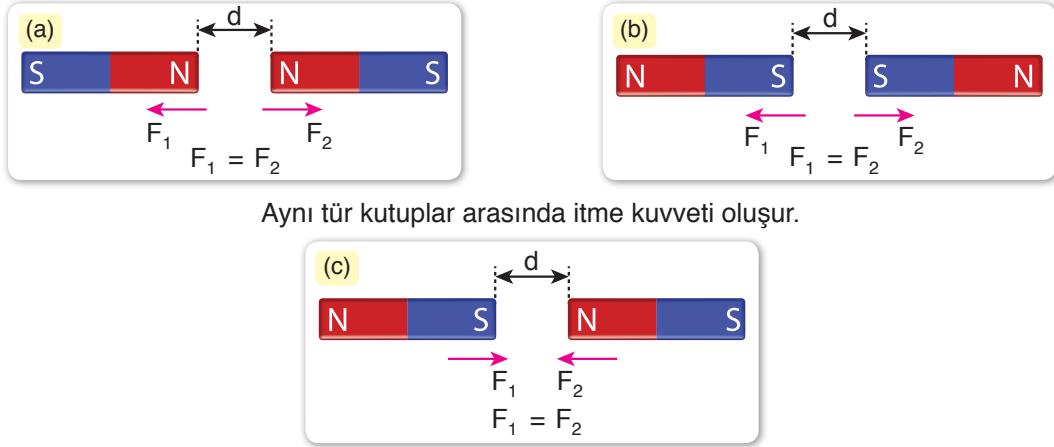 (a)
d
S N N S
F₁ F₂
F₁ = F₂
(b)
d
N S S N
F₁ F₂
F₁ = F₂
Aynı tür kutuplar arasında itme kuvveti oluşur.
(c)
d
N S N S
F₁ F₂
F₁ = F₂